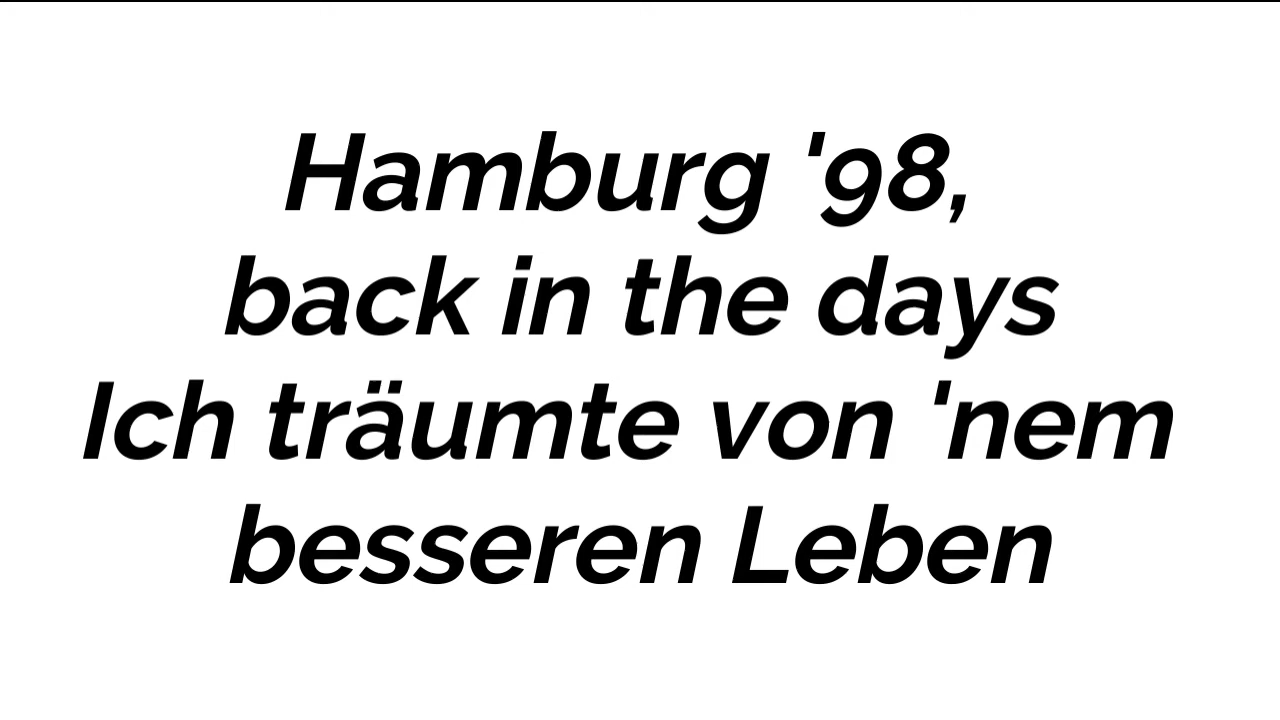 Hamburg '98,
back in the days
Ich träumte von 'nem
besseren Leben